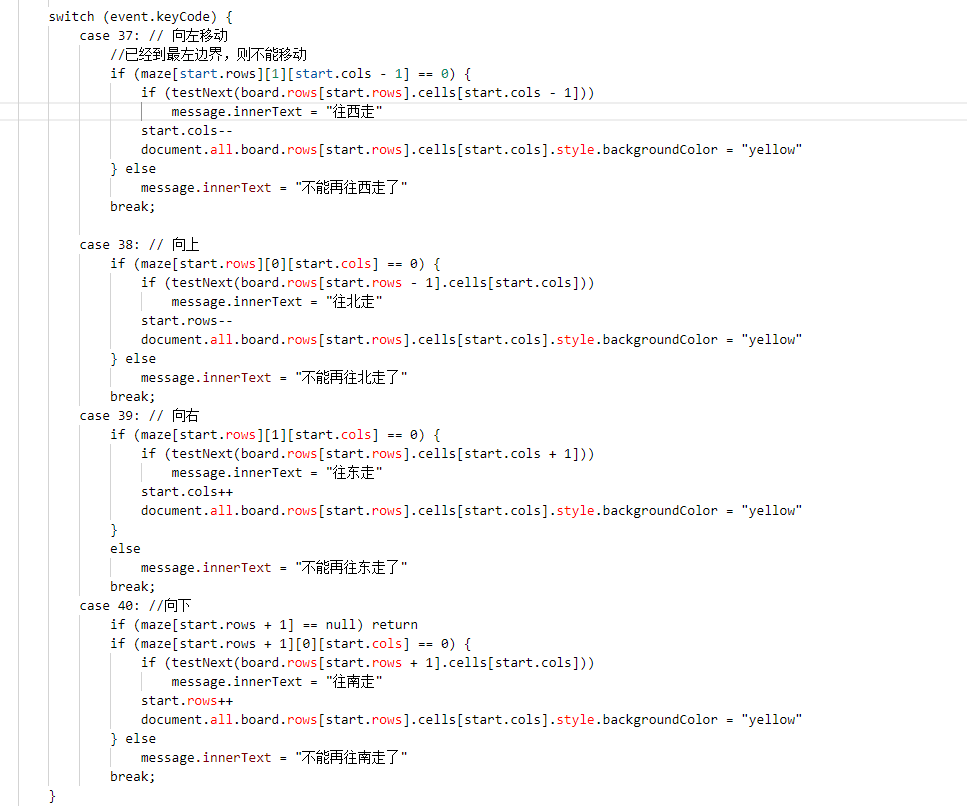 switch (event.keyCode) {
case 37: // 向左移动
//已经到最左边界，则不能移动
if (maze[start.rows][1][start.cols - 1] == 0) {
if (testNext(board.rows[start.rows].cells[start.cols - 1]))
message.innerText = "往西走"
start.cols--
document.all.board.rows[start.rows].cells[start.cols].style.backgroundColor = "yellow"
} else
message.innerText = "不能再往西走了"
break;
case 38: // 向上
if (maze[start.rows][0][start.cols] == 0) {
if (testNext(board.rows[start.rows - 1].cells[start.cols]))
message.innerText = "往北走"
start.rows--
document.all.board.rows[start.rows].cells[start.cols].style.backgroundColor = "yellow"
} else
message.innerText = "不能再往北走了"
break;
case 39: // 向右
if (maze[start.rows][1][start.cols] == 0) {
if (testNext(board.rows[start.rows].cells[start.cols + 1]))
message.innerText = "往东走"
start.cols++
document.all.board.rows[start.rows].cells[start.cols].style.backgroundColor = "yellow"
}
else
message.innerText = "不能再往东走了"
break;
case 40: //向下
if (maze[start.rows + 1] == null) return
if (maze[start.rows + 1][0][start.cols] == 0) {
if (testNext(board.rows[start.rows + 1].cells[start.cols]))
message.innerText = "往南走"
start.rows++
document.all.board.rows[start.rows].cells[start.cols].style.backgroundColor = "yellow"
} else
message.innerText = "不能再往南走了"
break;
}